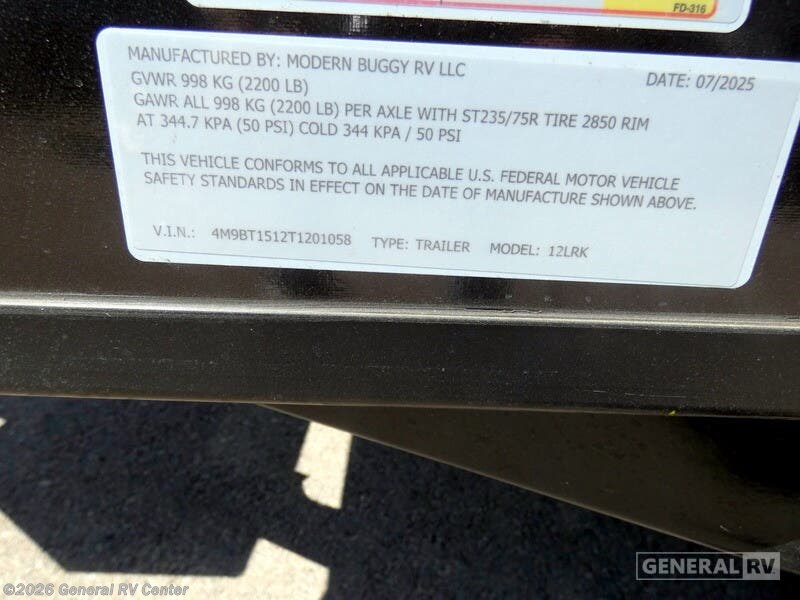 FD-316
MANUFACTURED BY: MODERN BUGGY RV LLC DATE: 07/2025
GVWR 998 KG (2200 LB)
GAWR ALL 998 KG (2200 LB) PER AXLE WITH ST235/75R TIRE 2850 RIM
AT 344.7 KPA (50 PSI) COLD 344 KPA / 50 PSI
THIS VEHICLE CONFORMS TO ALL APPLICABLE U.S. FEDERAL MOTOR VEHICLE
SAFETY STANDARDS IN EFFECT ON THE DATE OF MANUFACTURE SHOWN ABOVE.
V.I.N.: 4M9BT1512T1201058 TYPE: TRAILER MODEL: 12LRK
GENERAL RV
©2026 General RV Center